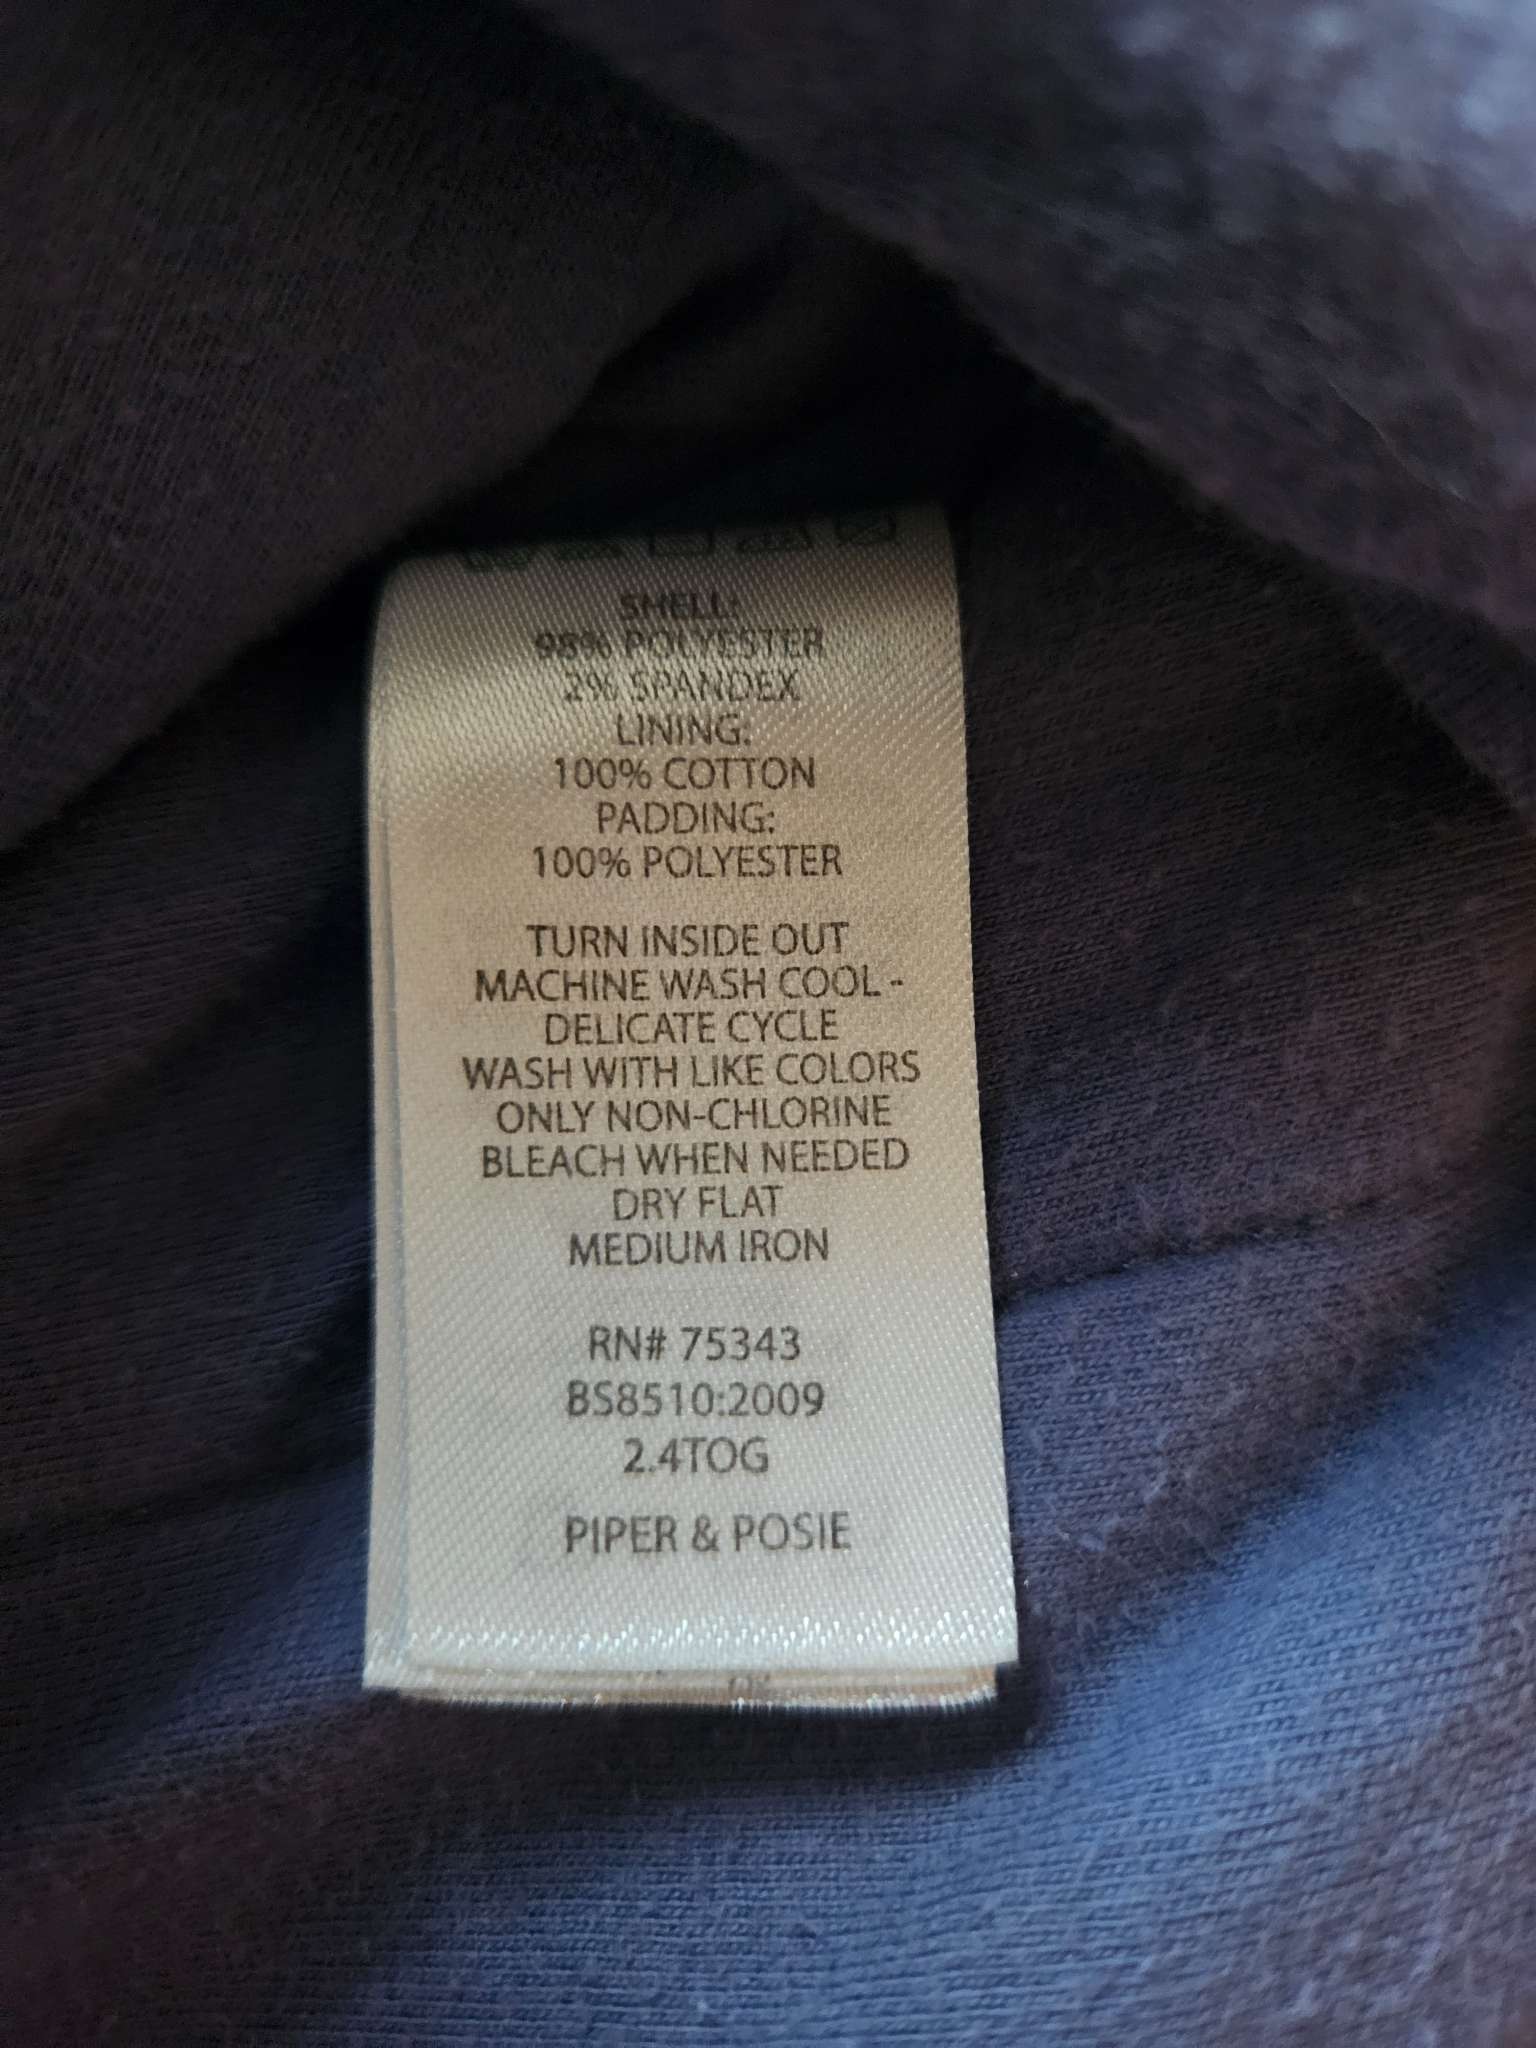 SHELL:
98% POLYESTER
2% SPANDEX
LINING:
100% COTTON
PADDING:
100% POLYESTER
TURN INSIDE OUT
MACHINE WASH COOL -
DELICATE CYCLE
WASH WITH LIKE COLORS
ONLY NON-CHLORINE
BLEACH WHEN NEEDED
DRY FLAT
MEDIUM IRON
RN# 75343
BS8510:2009
2.4TOG
PIPER & POSIE